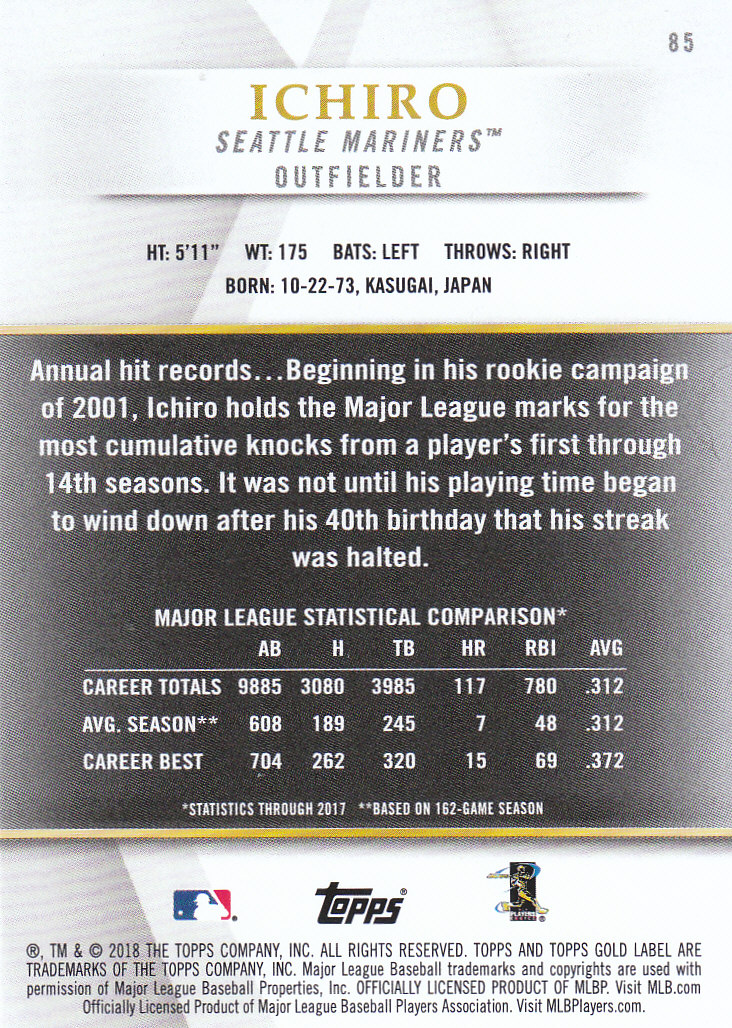 85
ICHIRO
SEATTLE MARINERS™
OUTFIELDER
HT: 5'11" WT: 175 BATS: LEFT THROWS: RIGHT
BORN: 10-22-73, KASUGAI, JAPAN
Annual hit records...Beginning in his rookie campaign
of 2001, Ichiro holds the Major League marks for the
most cumulative knocks from a player's first through
14th seasons. It was not until his playing time began
to wind down after his 40th birthday that his streak
was halted.
MAJOR LEAGUE STATISTICAL COMPARISON*
AB H TB HR RBI AVG
CAREER TOTALS 9885 3080 3985 117 780 .312
AVG. SEASON** 608 189 245 7 48 .312
CAREER BEST 704 262 320 15 69 .372
*STATISTICS THROUGH 2017 **BASED ON 162-GAME SEASON
Topps®
PLAYERS
®, TM & © 2018 THE TOPPS COMPANY, INC. ALL RIGHTS RESERVED. TOPPS AND TOPPS GOLD LABEL ARE
TRADEMARKS OF THE TOPPS COMPANY, INC. Major League Baseball trademarks and copyrights are used with
permission of Major League Baseball Properties, Inc. OFFICIALLY LICENSED PRODUCT OF MLBP. Visit MLB.com
Officially Licensed Product of Major League Baseball Players Association. Visit MLBPlayers.com.